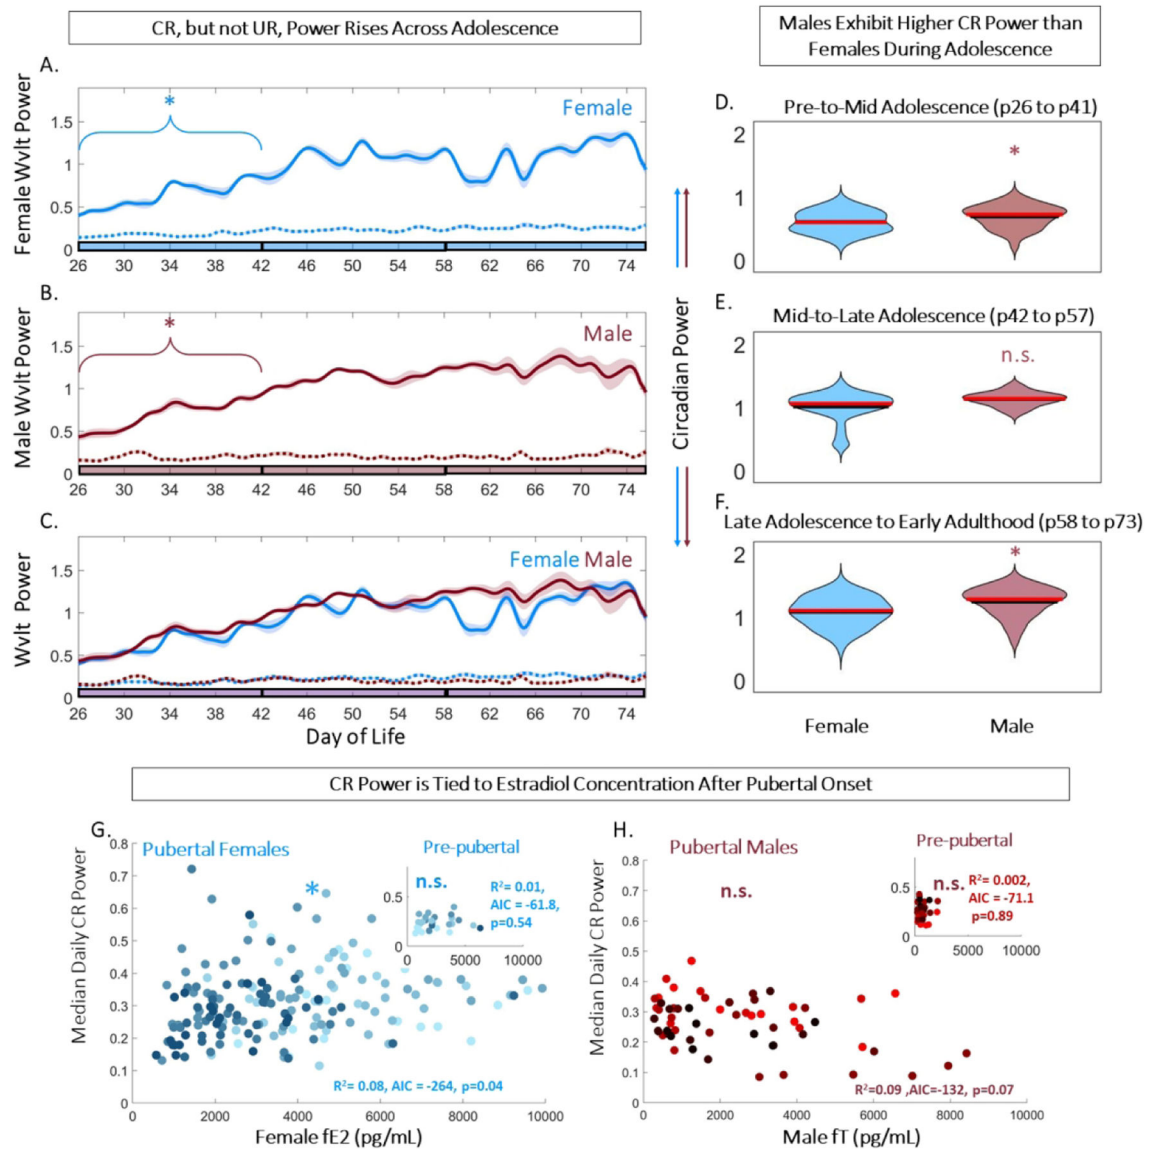 CR, but not UR, Power Rises Across Adolescence
Males Exhibit Higher CR Power than
Females During Adolescence
A.
Female Wvlt Power
Female
*
1.5
1
0.5
0
26 30 34 38 42 46 50 54 58 62 66 70 74
B.
Male Wvlt Power
Male
*
1.5
1
0.5
0
26 30 34 38 42 46 50 54 58 62 66 70 74
C.
Wvlt Power
Female Male
1.5
1
0.5
0
26 30 34 38 42 46 50 54 58 62 66 70 74
Day of Life
Circadian Power
D.
Pre-to-Mid Adolescence (p26 to p41)
2
*
1
0
E.
Mid-to-Late Adolescence (p42 to p57)
2
n.s.
1
0
F.
Late Adolescence to Early Adulthood (p58 to p73)
2
*
1
0
Female Male
CR Power is Tied to Estradiol Concentration After Pubertal Onset
G.
Pubertal Females
*
Median Daily CR Power
0.8
0.7
0.6
0.5
0.4
0.3
0.2
0.1
0
0 2000 4000 6000 8000 10000
Female fE2 (pg/mL)
R²= 0.08, AIC = -264, p=0.04
Pre-pubertal
n.s.
R²= 0.01,
AIC = -61.8,
p=0.54
0.5
0
0 5000 10000
H.
Pubertal Males
n.s.
Median Daily CR Power
0.8
0.7
0.6
0.5
0.4
0.3
0.2
0.1
0
0 2000 4000 6000 8000 10000
Male fT (pg/mL)
R²=0.09 ,AIC=-132, p=0.07
Pre-pubertal
n.s.
R²= 0.002,
AIC = -71.1
p=0.89
0.5
0
0 5000 10000